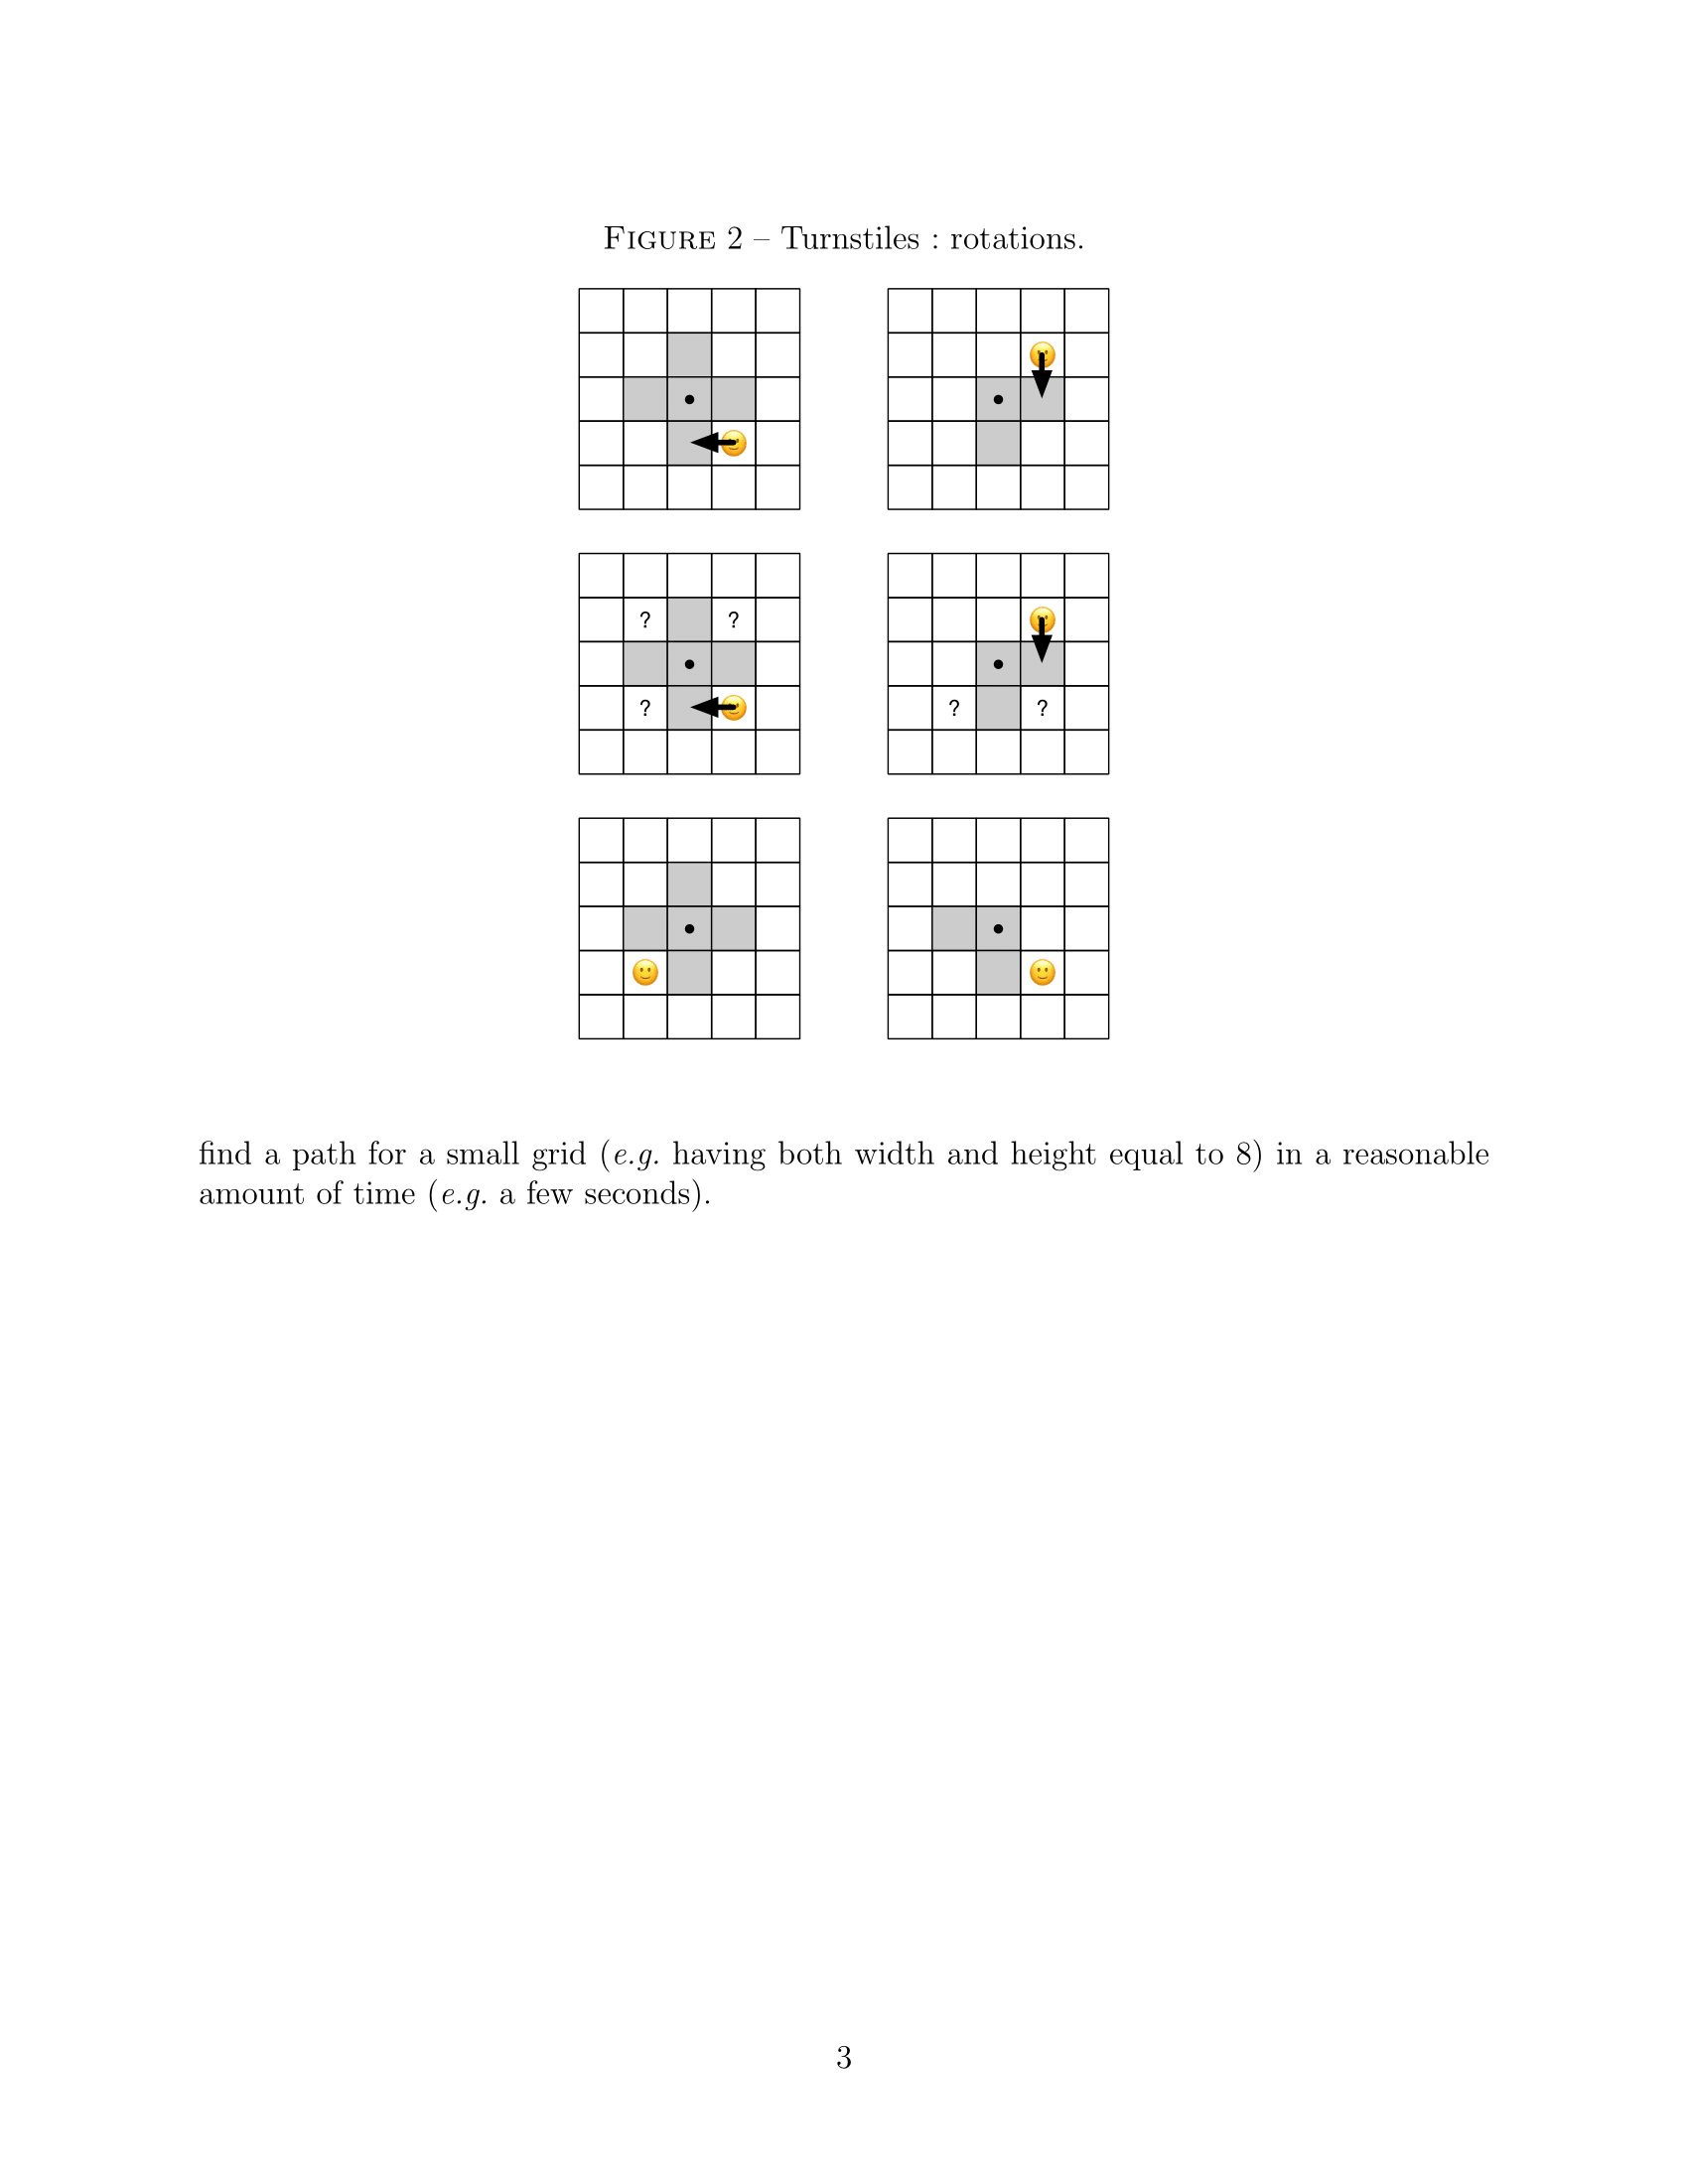 FIGURE 2 – Turnstiles : rotations.
? ?
? ? ?
find a path for a small grid (e.g. having both width and height equal to 8) in a reasonable
amount of time (e.g. a few seconds).
3